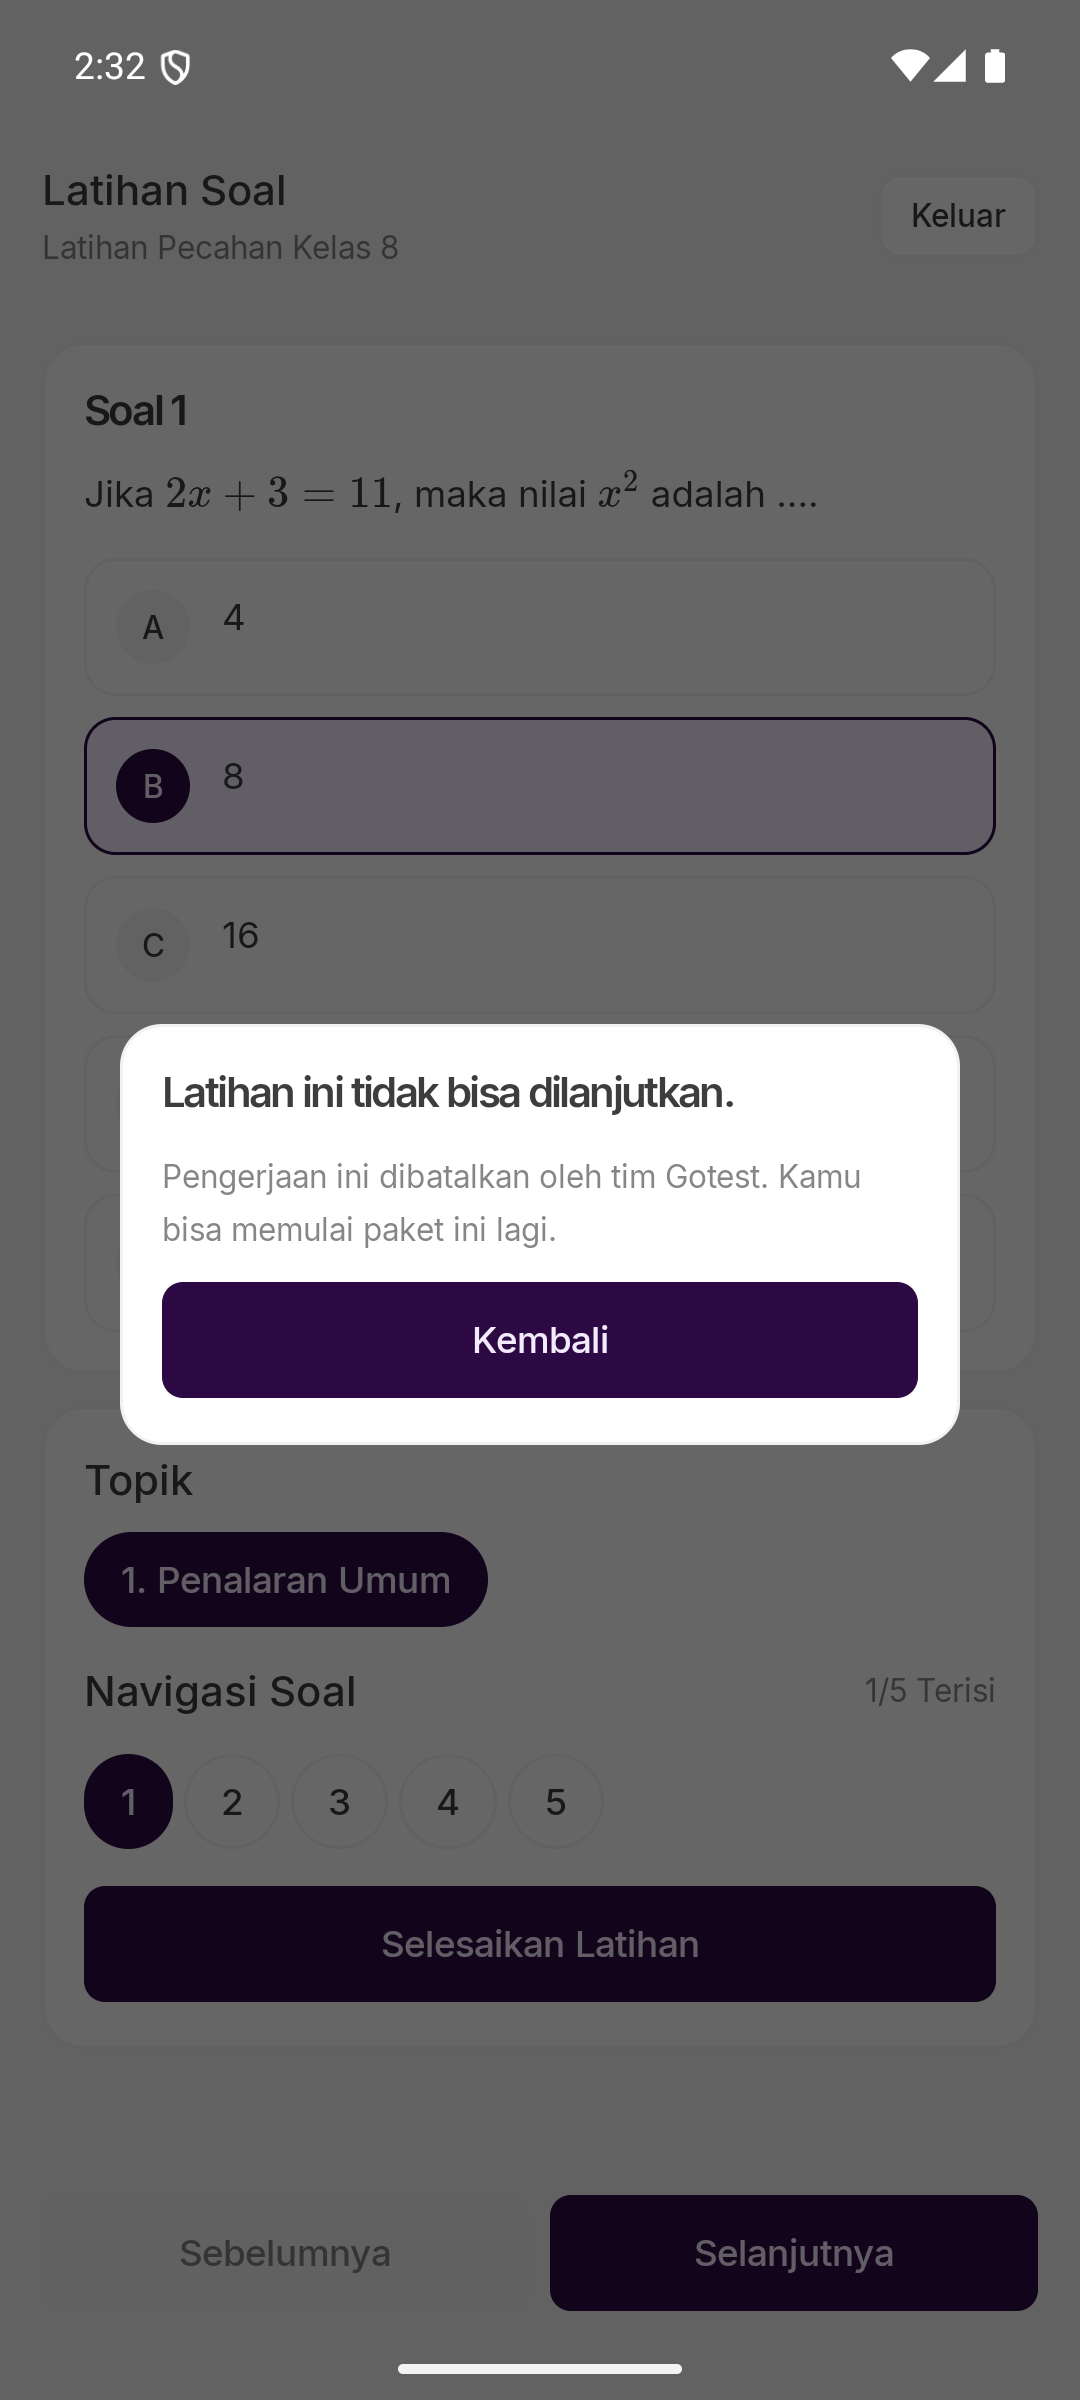 2:32
Latihan Soal
Keluar
Latihan Pecahan Kelas 8
Soal 1
Jika 2x + 3 = 11, maka nilai x² adalah ....
A 4
B 8
C 16
Latihan ini tidak bisa dilanjutkan.
Pengerjaan ini dibatalkan oleh tim Gotest. Kamu
bisa memulai paket ini lagi.
Kembali
Topik
1. Penalaran Umum
Navigasi Soal 1/5 Terisi
1 2 3 4 5
Selesaikan Latihan
Sebelumnya Selanjutnya